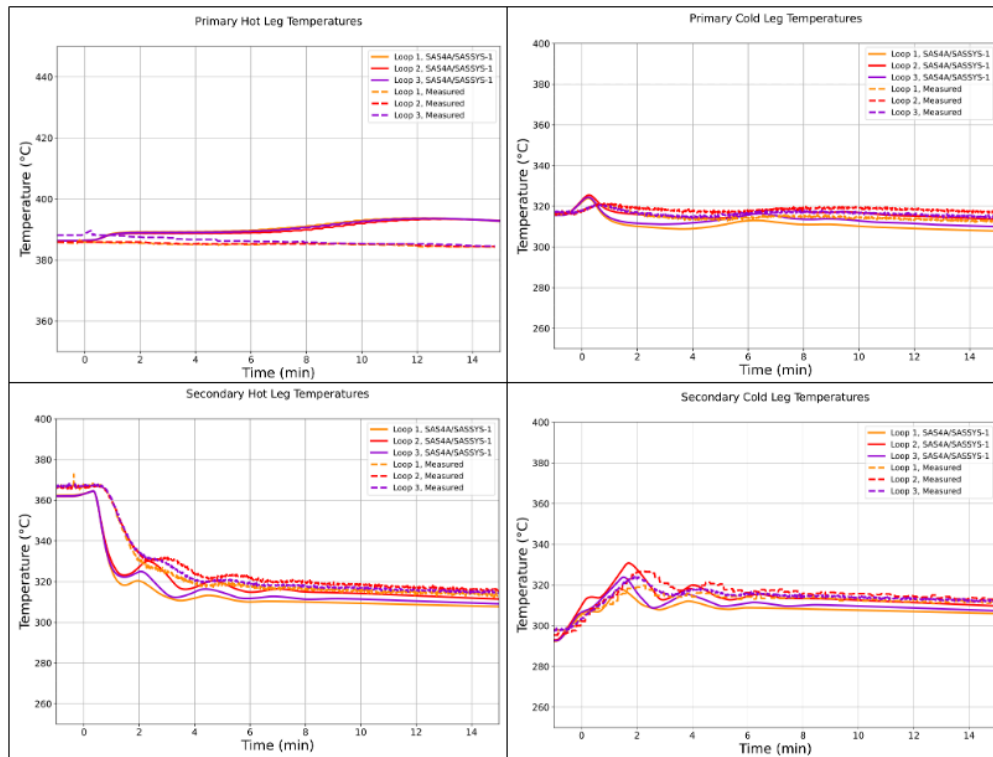 Primary Hot Leg Temperatures
Loop 1, SAS4A/SASSYS-1
Loop 2, SAS4A/SASSYS-1
Loop 3, SAS4A/SASSYS-1
Loop 1, Measured
Loop 2, Measured
Loop 3, Measured
Temperature (°C)
440
420
400
380
360
0 2 4 6 8 10 12 14
Time (min)
Primary Cold Leg Temperatures
Loop 1, SAS4A/SASSYS-1
Loop 2, SAS4A/SASSYS-1
Loop 3, SAS4A/SASSYS-1
Loop 1, Measured
Loop 2, Measured
Loop 3, Measured
Temperature (°C)
400
380
360
340
320
300
280
260
0 2 4 6 8 10 12 14
Time (min)
Secondary Hot Leg Temperatures
Loop 1, SAS4A/SASSYS-1
Loop 2, SAS4A/SASSYS-1
Loop 3, SAS4A/SASSYS-1
Loop 1, Measured
Loop 2, Measured
Loop 3, Measured
Temperature (°C)
400
380
360
340
320
300
280
260
0 2 4 6 8 10 12 14
Time (min)
Secondary Cold Leg Temperatures
Loop 1, SAS4A/SASSYS-1
Loop 2, SAS4A/SASSYS-1
Loop 3, SAS4A/SASSYS-1
Loop 1, Measured
Loop 2, Measured
Loop 3, Measured
Temperature (°C)
400
380
360
340
320
300
280
260
0 2 4 6 8 10 12 14
Time (min)